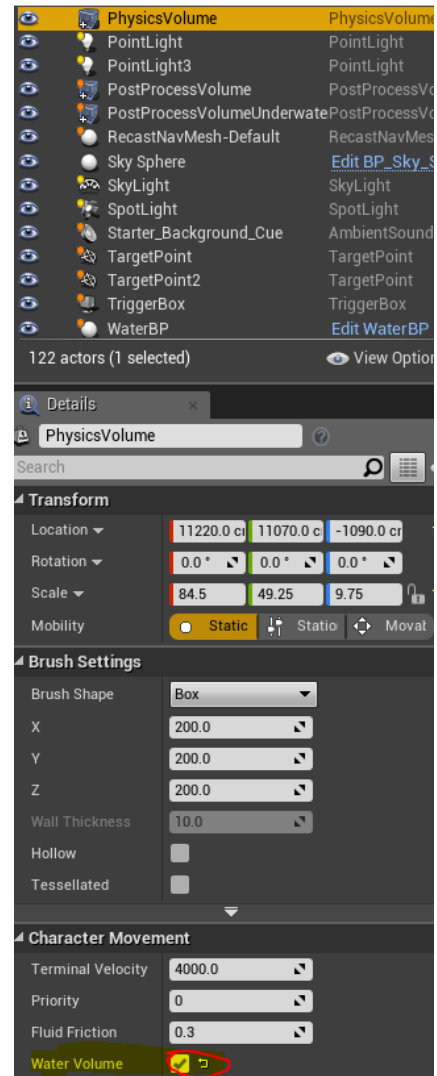 PhysicsVolume PhysicsVolume
PointLight PointLight
PointLight3 PointLight
PostProcessVolume PostProcessVo
PostProcessVolumeUnderwate PostProcessVo
RecastNavMesh-Default RecastNavMes
Sky Sphere Edit BP_Sky_S
SkyLight SkyLight
SpotLight SpotLight
Starter_Background_Cue AmbientSound
TargetPoint TargetPoint
TargetPoint2 TargetPoint
TriggerBox TriggerBox
WaterBP Edit WaterBP
122 actors (1 selected) View Option
Details
PhysicsVolume
Search
Transform
Location 11220.0 cm 11070.0 c -1090.0 cr
Rotation 0.0 ° 0.0 ° 0.0 °
Scale 84.5 49.25 9.75
Mobility Static Statio Movat
Brush Settings
Brush Shape Box
X 200.0
Y 200.0
Z 200.0
Wall Thickness 10.0
Hollow
Tessellated
Character Movement
Terminal Velocity 4000.0
Priority 0
Fluid Friction 0.3
Water Volume